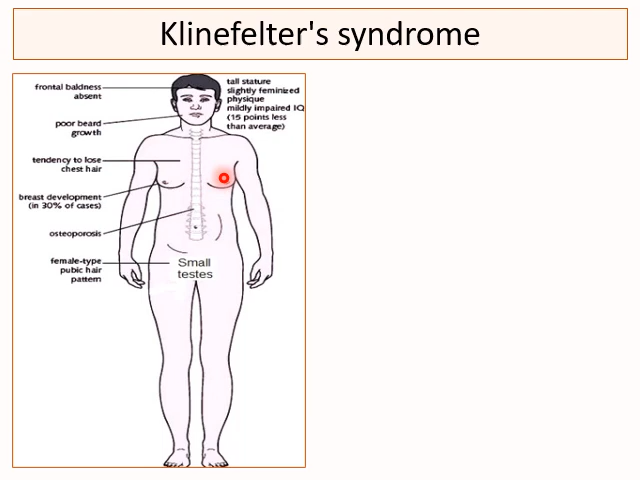 Klinefelter's syndrome
frontal baldness
absent
poor beard
growth
tendency to lose
chest hair
breast development
(in 30% of cases)
osteoporosis
female-type
pubic hair
pattern
tall stature
slightly feminized
physique
mildly impaired IQ
(15 points less
than average)
Small
testes